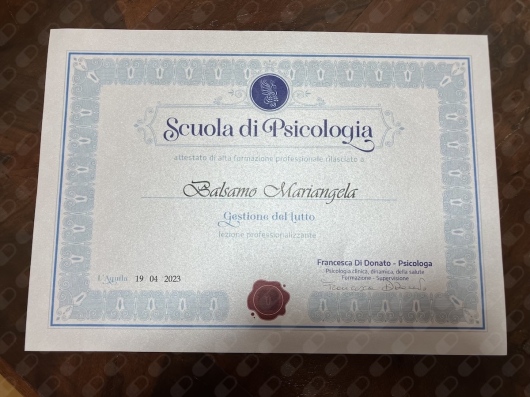 Scuola di Psicologia
attestato di alta formazione professionale rilasciato a
Balsamo Mariangela
Gestione del lutto
lezione professionalizzante
Francesca Di Donato - Psicologa
Psicologia clinica, dinamica, della salute
Formazione - Supervisione
L'Aquila 19 04 2023